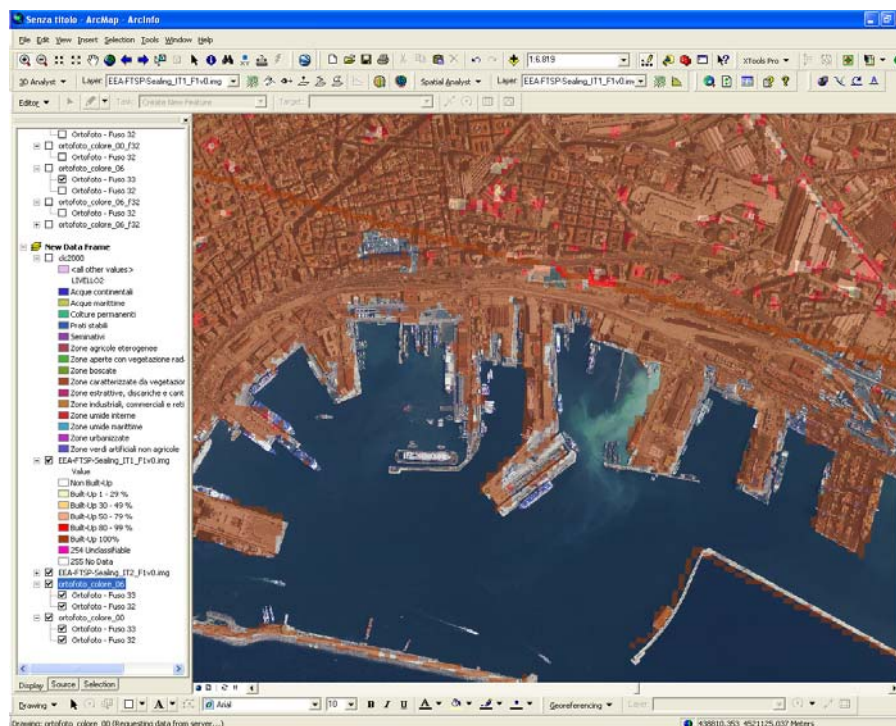 Senza titolo - ArcMap - ArcInfo
File Edit View Insert Selection Tools Window Help
1:6.819
XTools Pro
3D Analyst Layer: EEA-FTSP-Sealing_IT1_F1v0.img Spatial Analyst Layer: EEA-FTSP-Sealing_IT1_F1v0.im
Editor Task: Create New Feature Target:
Ortofoto - Fuso 32
ortofoto_colore_00_f32
Ortofoto - Fuso 32
ortofoto_colore_06
Ortofoto - Fuso 33
Ortofoto - Fuso 32
ortofoto_colore_06_f32
Ortofoto - Fuso 32
ortofoto_colore_06_f32
New Data Frame
clc2000
<all other values>
LIVELLO2
Acque continentali
Acque marittime
Colture permanenti
Prati stabili
Seminativi
Zone agricole eterogenee
Zone aperte con vegetazione rad
Zone boscate
Zone caratterizzate da vegetazior
Zone estrattive, discariche e cant
Zone industriali, commerciali e reti
Zone umide interne
Zone umide marittime
Zone urbanizzate
Zone verdi artificiali non agricole
EEA-FTSP-Sealing_IT1_F1v0.img
Value
Non Built-Up
Built-Up 1 - 29 %
Built-Up 30 - 49 %
Built-Up 50 - 79 %
Built-Up 80 - 99 %
Built-Up 100%
254 Unclassifiable
255 No Data
EEA-FTSP-Sealing_IT2_F1v0.img
ortofoto_colore_06
Ortofoto - Fuso 33
Ortofoto - Fuso 32
ortofoto_colore_00
Ortofoto - Fuso 33
Ortofoto - Fuso 32
Display Source Selection
Drawing A Arial 10 B I U A Georeferencing Layer:
Drawing: ortofoto_colore_00 (Requesting data from server...) 438810,353 4521125,037 Meters